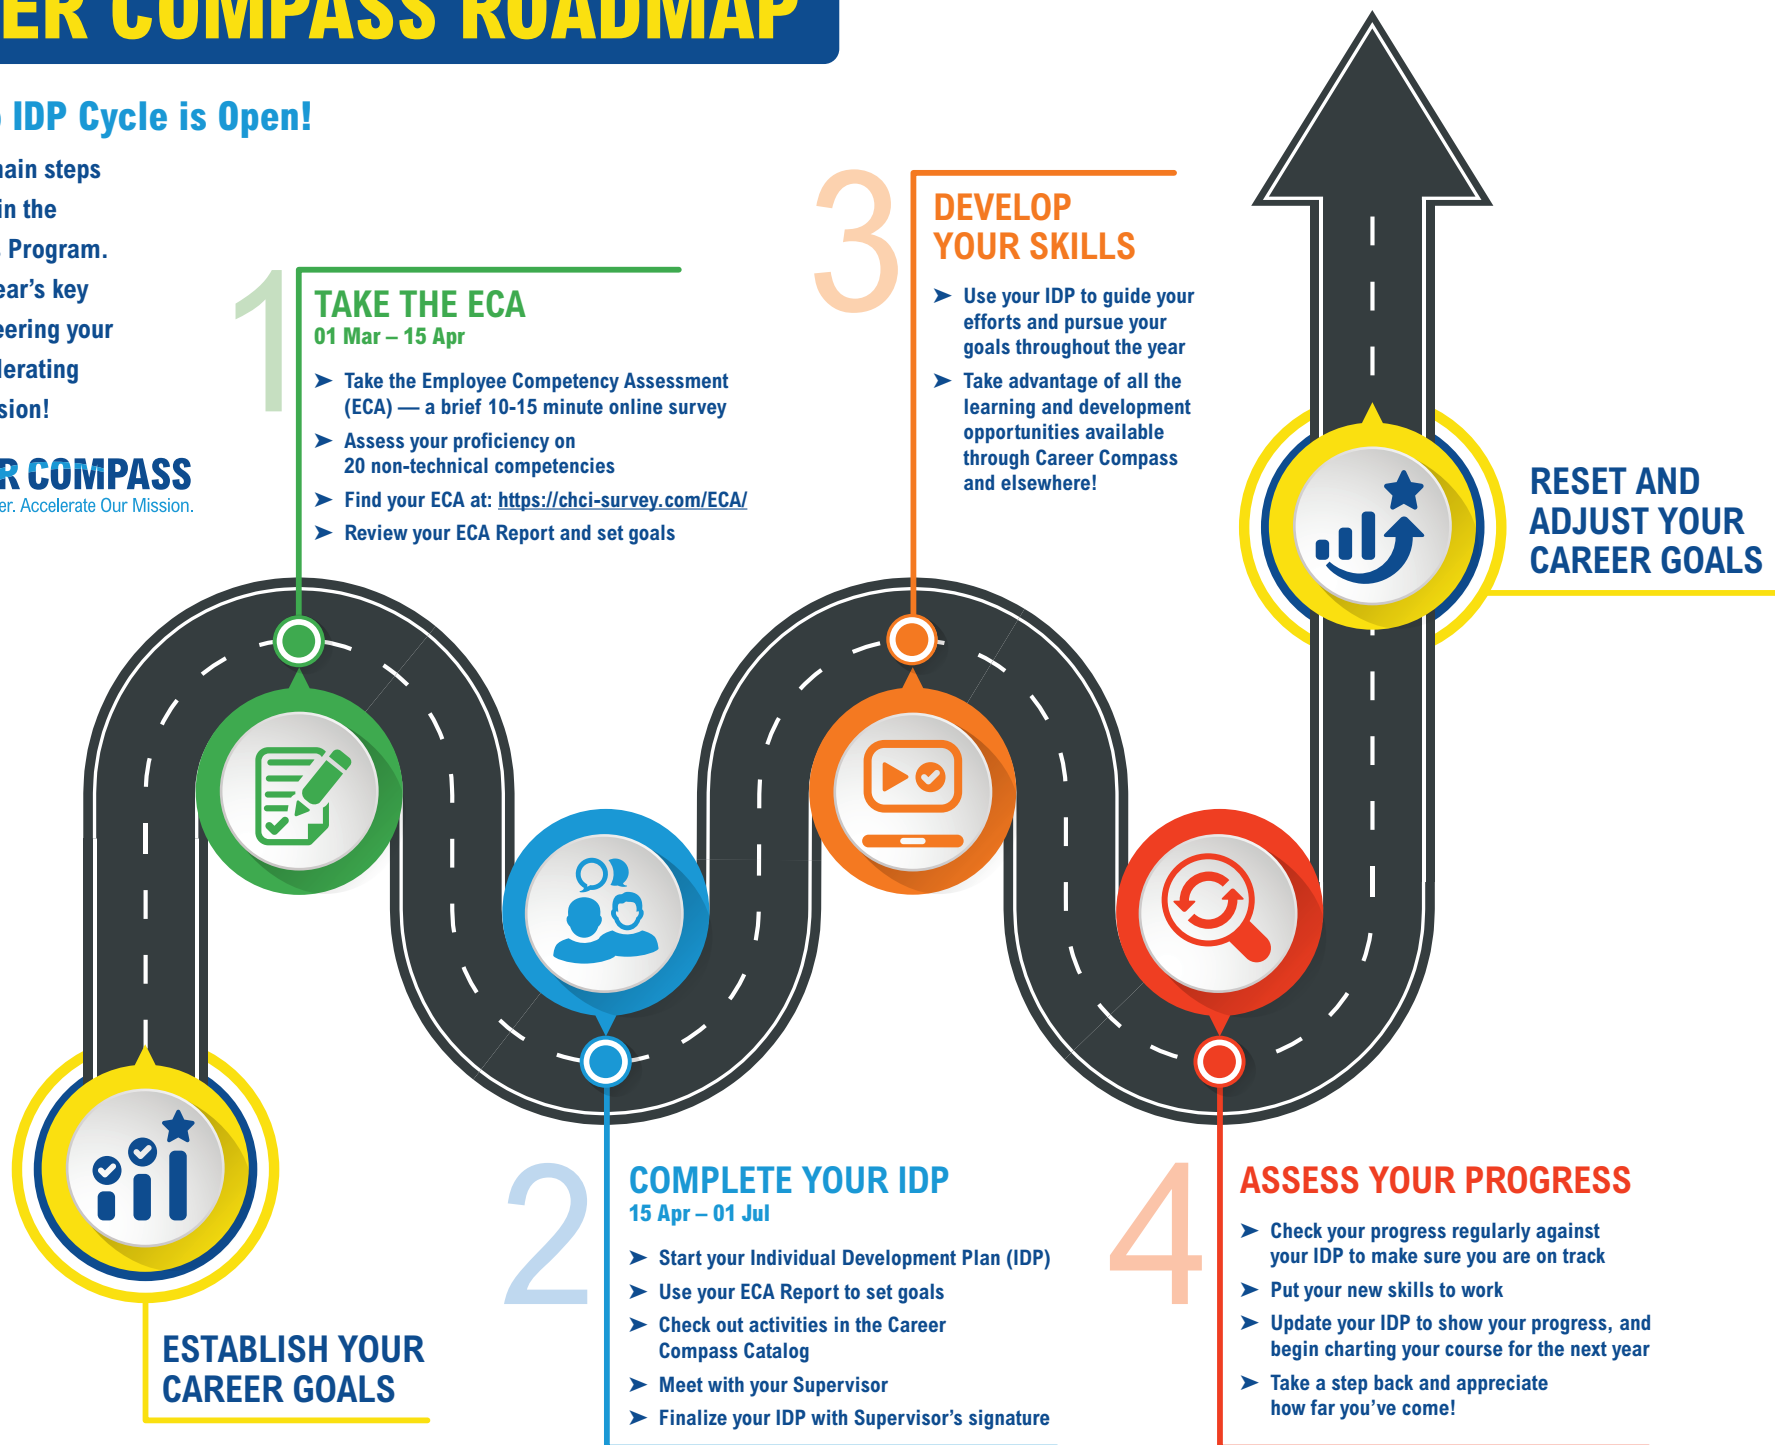 COMPASS ROADMAP
IDP Cycle is Open!
steps
in the
Program.
key
your
COMPASS
Accelerate Our Mission.
1
TAKE THE ECA
01 Mar – 15 Apr
➤ Take the Employee Competency Assessment
(ECA) — a brief 10-15 minute online survey
➤ Assess your proficiency on
20 non-technical competencies
➤ Find your ECA at: https://chci-survey.com/ECA/
➤ Review your ECA Report and set goals
3
DEVELOP
YOUR SKILLS
➤ Use your IDP to guide your
efforts and pursue your
goals throughout the year
➤ Take advantage of all the
learning and development
opportunities available
through Career Compass
and elsewhere!
RESET AND
ADJUST YOUR
CAREER GOALS
ESTABLISH YOUR
CAREER GOALS
2
COMPLETE YOUR IDP
15 Apr – 01 Jul
➤ Start your Individual Development Plan (IDP)
➤ Use your ECA Report to set goals
➤ Check out activities in the Career
Compass Catalog
➤ Meet with your Supervisor
➤ Finalize your IDP with Supervisor’s signature
4
ASSESS YOUR PROGRESS
➤ Check your progress regularly against
your IDP to make sure you are on track
➤ Put your new skills to work
➤ Update your IDP to show your progress, and
begin charting your course for the next year
➤ Take a step back and appreciate
how far you’ve come!